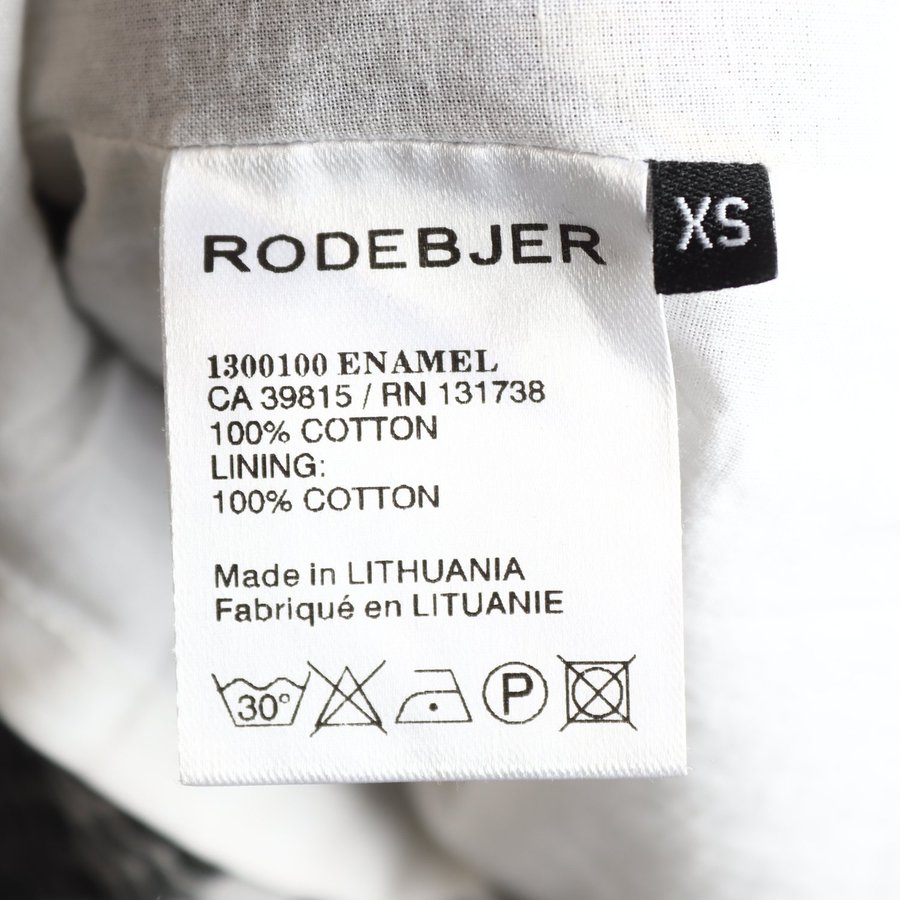 RODEBJER
XS
1300100 ENAMEL
CA 39815 / RN 131738
100% COTTON
LINING:
100% COTTON
Made in LITHUANIA
Fabriqué en LITUANIE
30° P